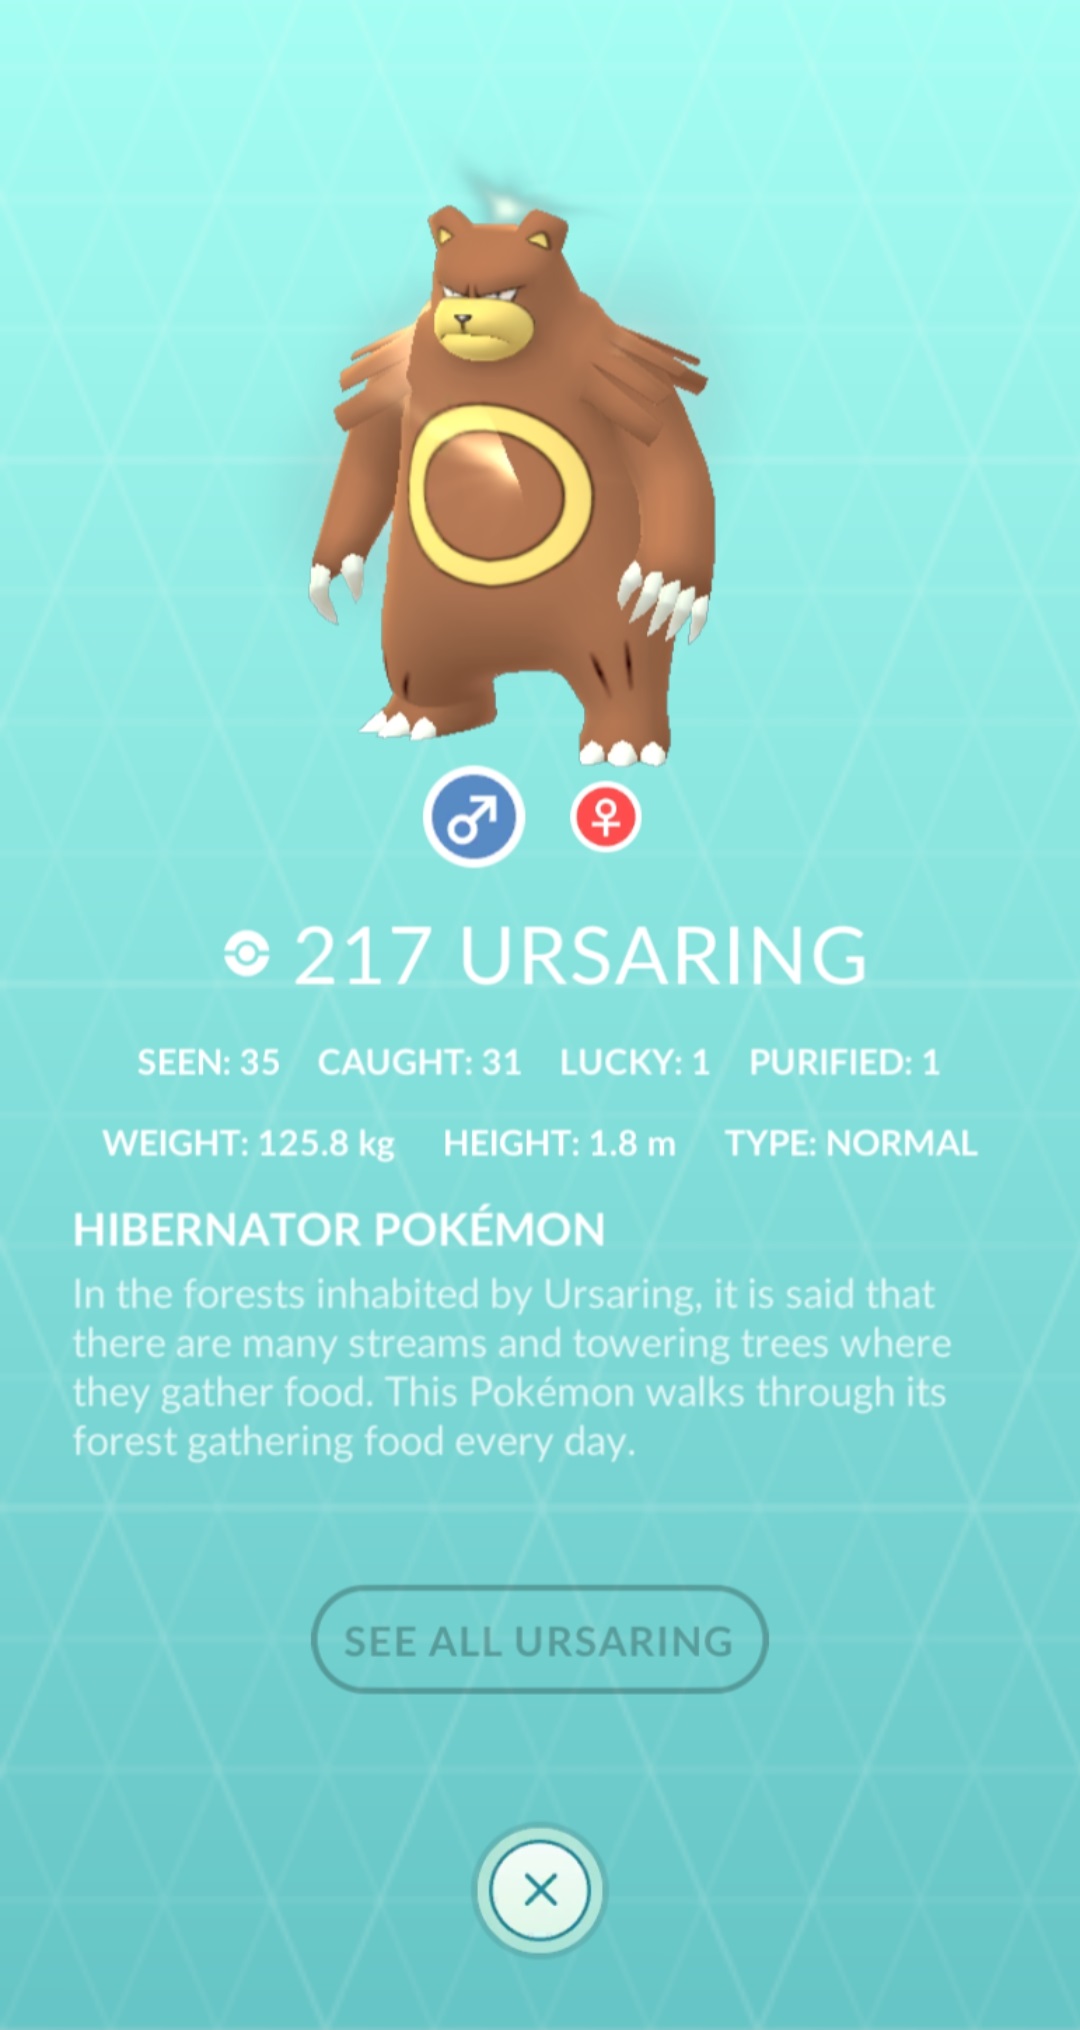 217 URSARING
SEEN: 35 CAUGHT: 31 LUCKY: 1 PURIFIED: 1
WEIGHT: 125.8 kg HEIGHT: 1.8 m TYPE: NORMAL
HIBERNATOR POKÉMON
In the forests inhabited by Ursaring, it is said that
there are many streams and towering trees where
they gather food. This Pokémon walks through its
forest gathering food every day.
SEE ALL URSARING